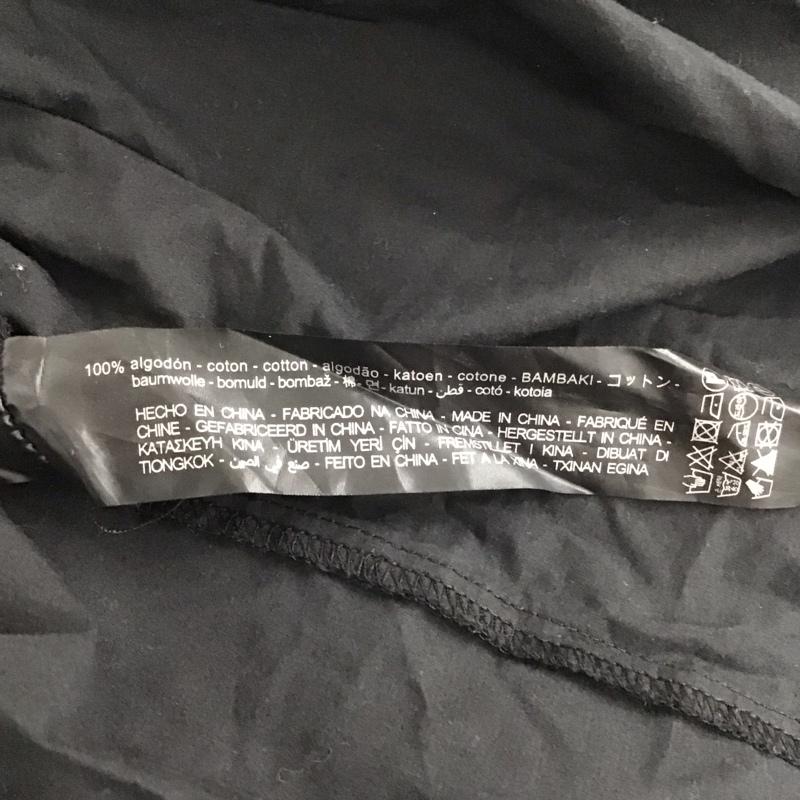 100% algodón - coton - cotton - algodão - katoen - cotone - BAMBAKI - コットン -
baumwolle - bomuld - bombaž - 棉 - 면 - katun - قطن - cotó - kotoia
HECHO EN CHINA - FABRICADO NA CHINA - MADE IN CHINA - FABRIQUÉ EN
CHINE - GEFABRICEERD IN CHINA - FATTO IN CINA - HERGESTELLT IN CHINA -
ΚΑΤΑΣΚΕΥΗ ΚΙΝΑ - ÜRETİM YERİ ÇİN - FREMSTILLET I KINA - DIBUAT DI
TIONGKOK - صنع في الصين - FEITO EN CHINA - FET A LA XINA - TXINAN EGINA